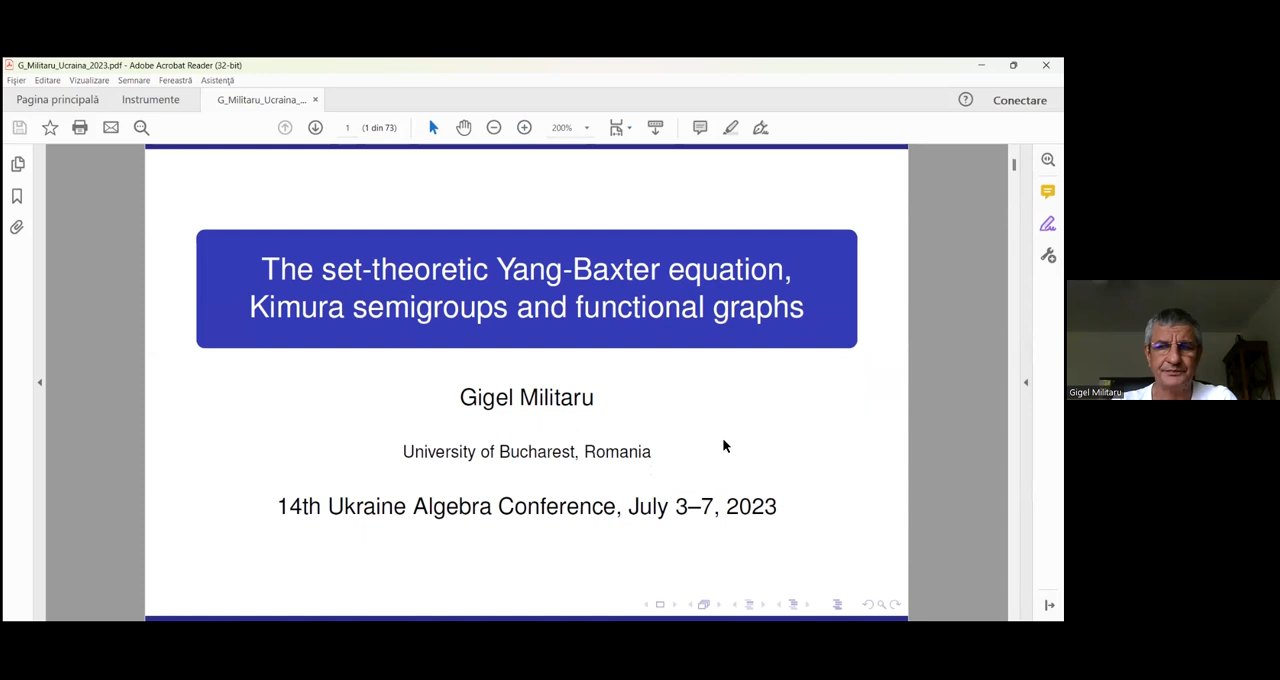 G_Militaru_Ucraina_2023.pdf - Adobe Acrobat Reader (32-bit)
Fișier Editare Vizualizare Semnare Fereastră Asistență
Pagina principală Instrumente G_Militaru_Ucraina_... ×
Conectare
1 (1 din 73) 200%
The set-theoretic Yang-Baxter equation,
Kimura semigroups and functional graphs
Gigel Militaru
University of Bucharest, Romania
14th Ukraine Algebra Conference, July 3–7, 2023
Gigel Militaru